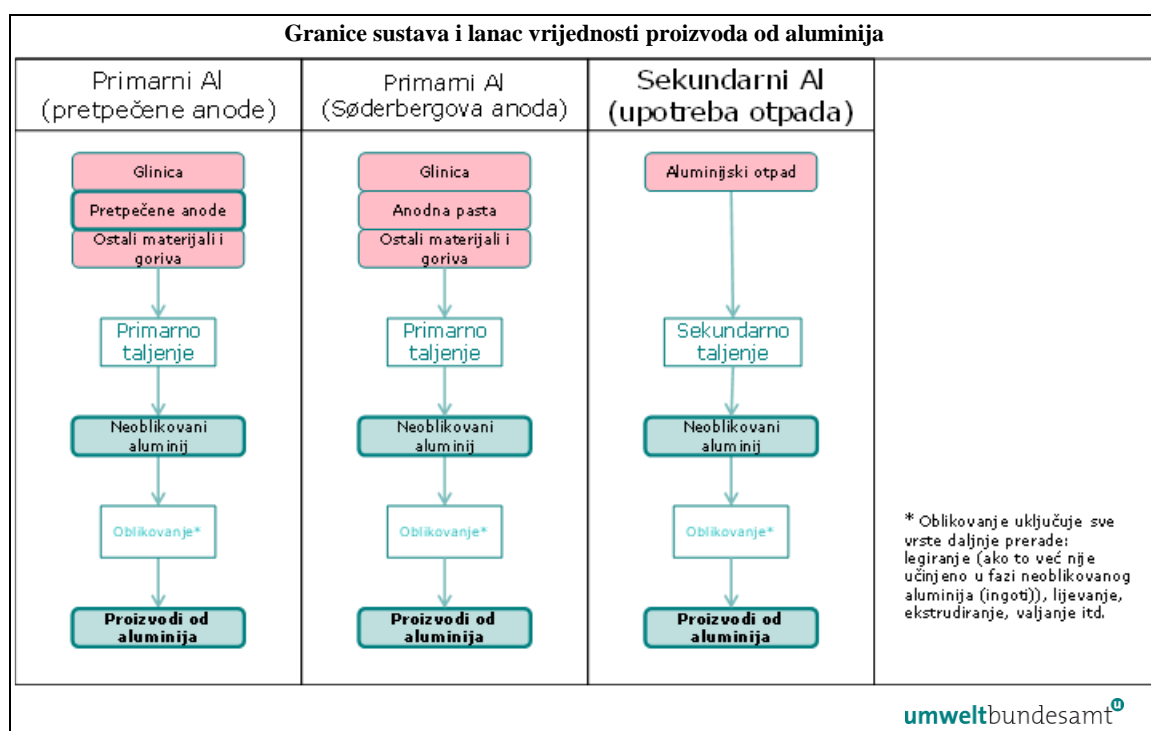 Granice sustava i lanac vrijednosti proizvoda od aluminija
Primarni Al
(pretpečene anode)
Glinica
Pretpečene anode
Ostali materijali i
goriva
Primarno
taljenje
Neoblikovani
aluminij
Oblikovanje*
Proizvodi od
aluminija
Primarni Al
(Søderbergova anoda)
Glinica
Anodna pasta
Ostali materijali i
goriva
Primarno
taljenje
Neoblikovani
aluminij
Oblikovanje*
Proizvodi od
aluminija
Sekundarni Al
(upotreba otpada)
Aluminijski otpad
Sekundarno
taljenje
Neoblikovani
aluminij
Oblikovanje*
Proizvodi od
aluminija
* Oblikovanje uključuje sve
vrste daljnje prerade:
legiranje (ako to već nije
učinjeno u fazi neoblikovanog
aluminija (ingoti)), lijevanje,
ekstrudiranje, valjanje itd.
umweltbundesamt u